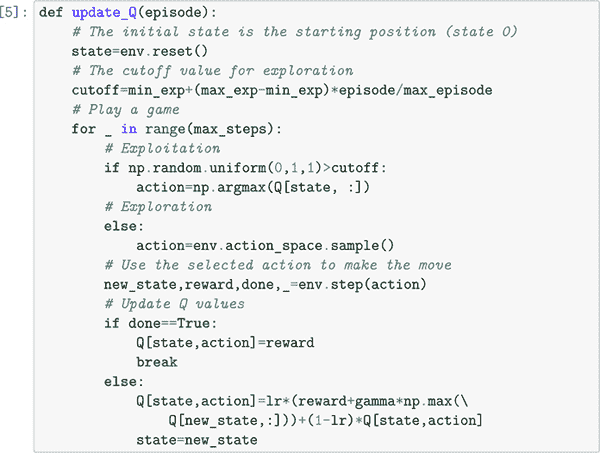 [5]: def update_Q(episode):
# The initial state is the starting position (state 0)
state=env.reset()
# The cutoff value for exploration
cutoff=min_exp+(max_exp-min_exp)*episode/max_episode
# Play a game
for _ in range(max_steps):
# Exploitation
if np.random.uniform(0,1,1)>cutoff:
action=np.argmax(Q[state, :])
# Exploration
else:
action=env.action_space.sample()
# Use the selected action to make the move
new_state,reward,done,_=env.step(action)
# Update Q values
if done==True:
Q[state,action]=reward
break
else:
Q[state,action]=lr*(reward+gamma*np.max(\
Q[new_state,:]))+(1-lr)*Q[state,action]
state=new_state